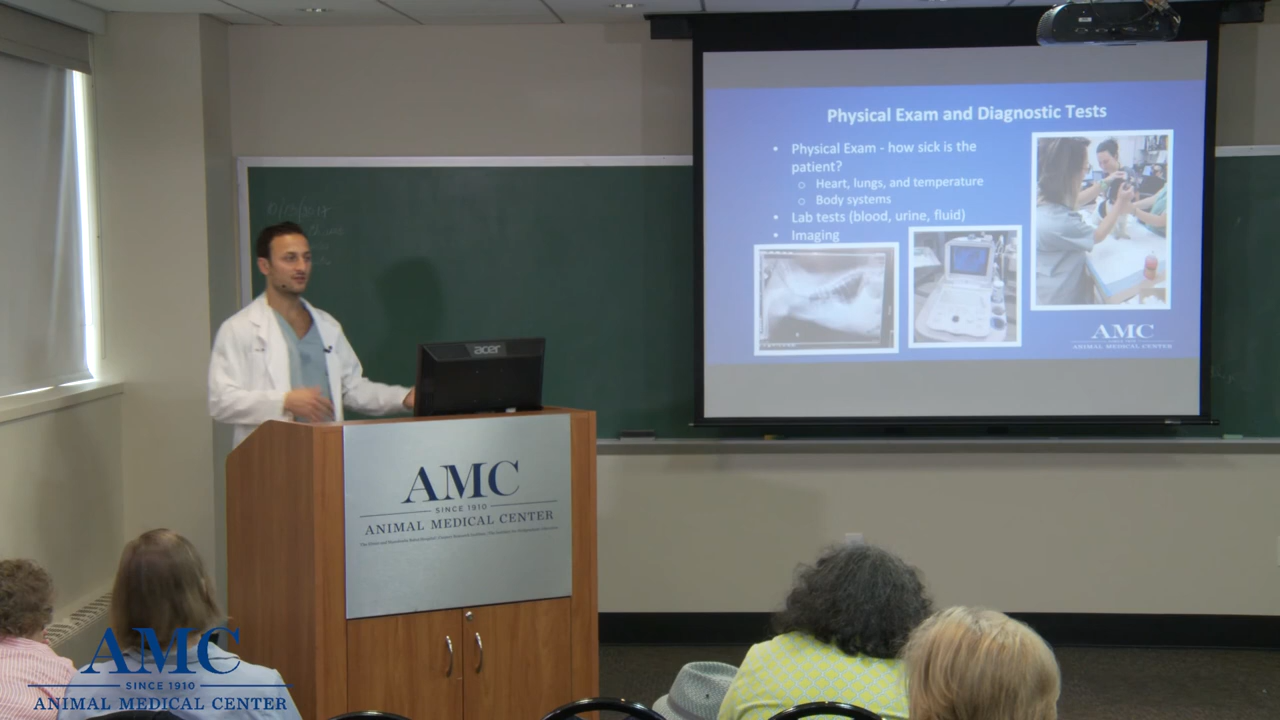 Physical Exam and Diagnostic Tests
• Physical Exam - how sick is the
patient?
o Heart, lungs, and temperature
o Body systems
• Lab tests (blood, urine, fluid)
• Imaging
AMC
ANIMAL MEDICAL CENTER
acer
AMC
SINCE 1910
ANIMAL MEDICAL CENTER
AMC
SINCE 1910
ANIMAL MEDICAL CENTER